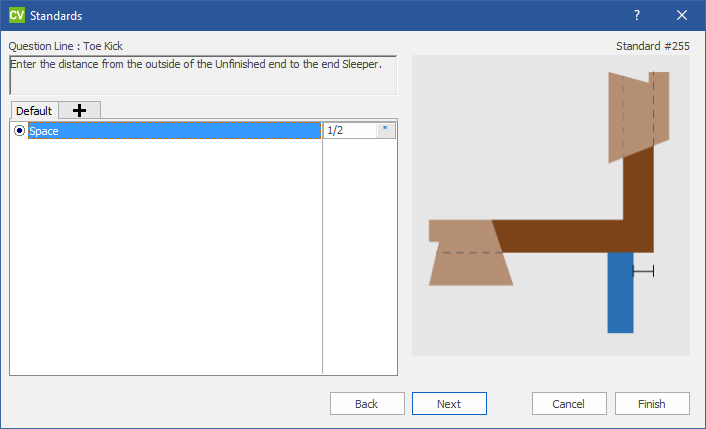 CV Standards ?
Question Line : Toe Kick
Standard #255
Enter the distance from the outside of the Unfinished end to the end Sleeper.
Default
Space 1/2 "
Back Next Cancel Finish